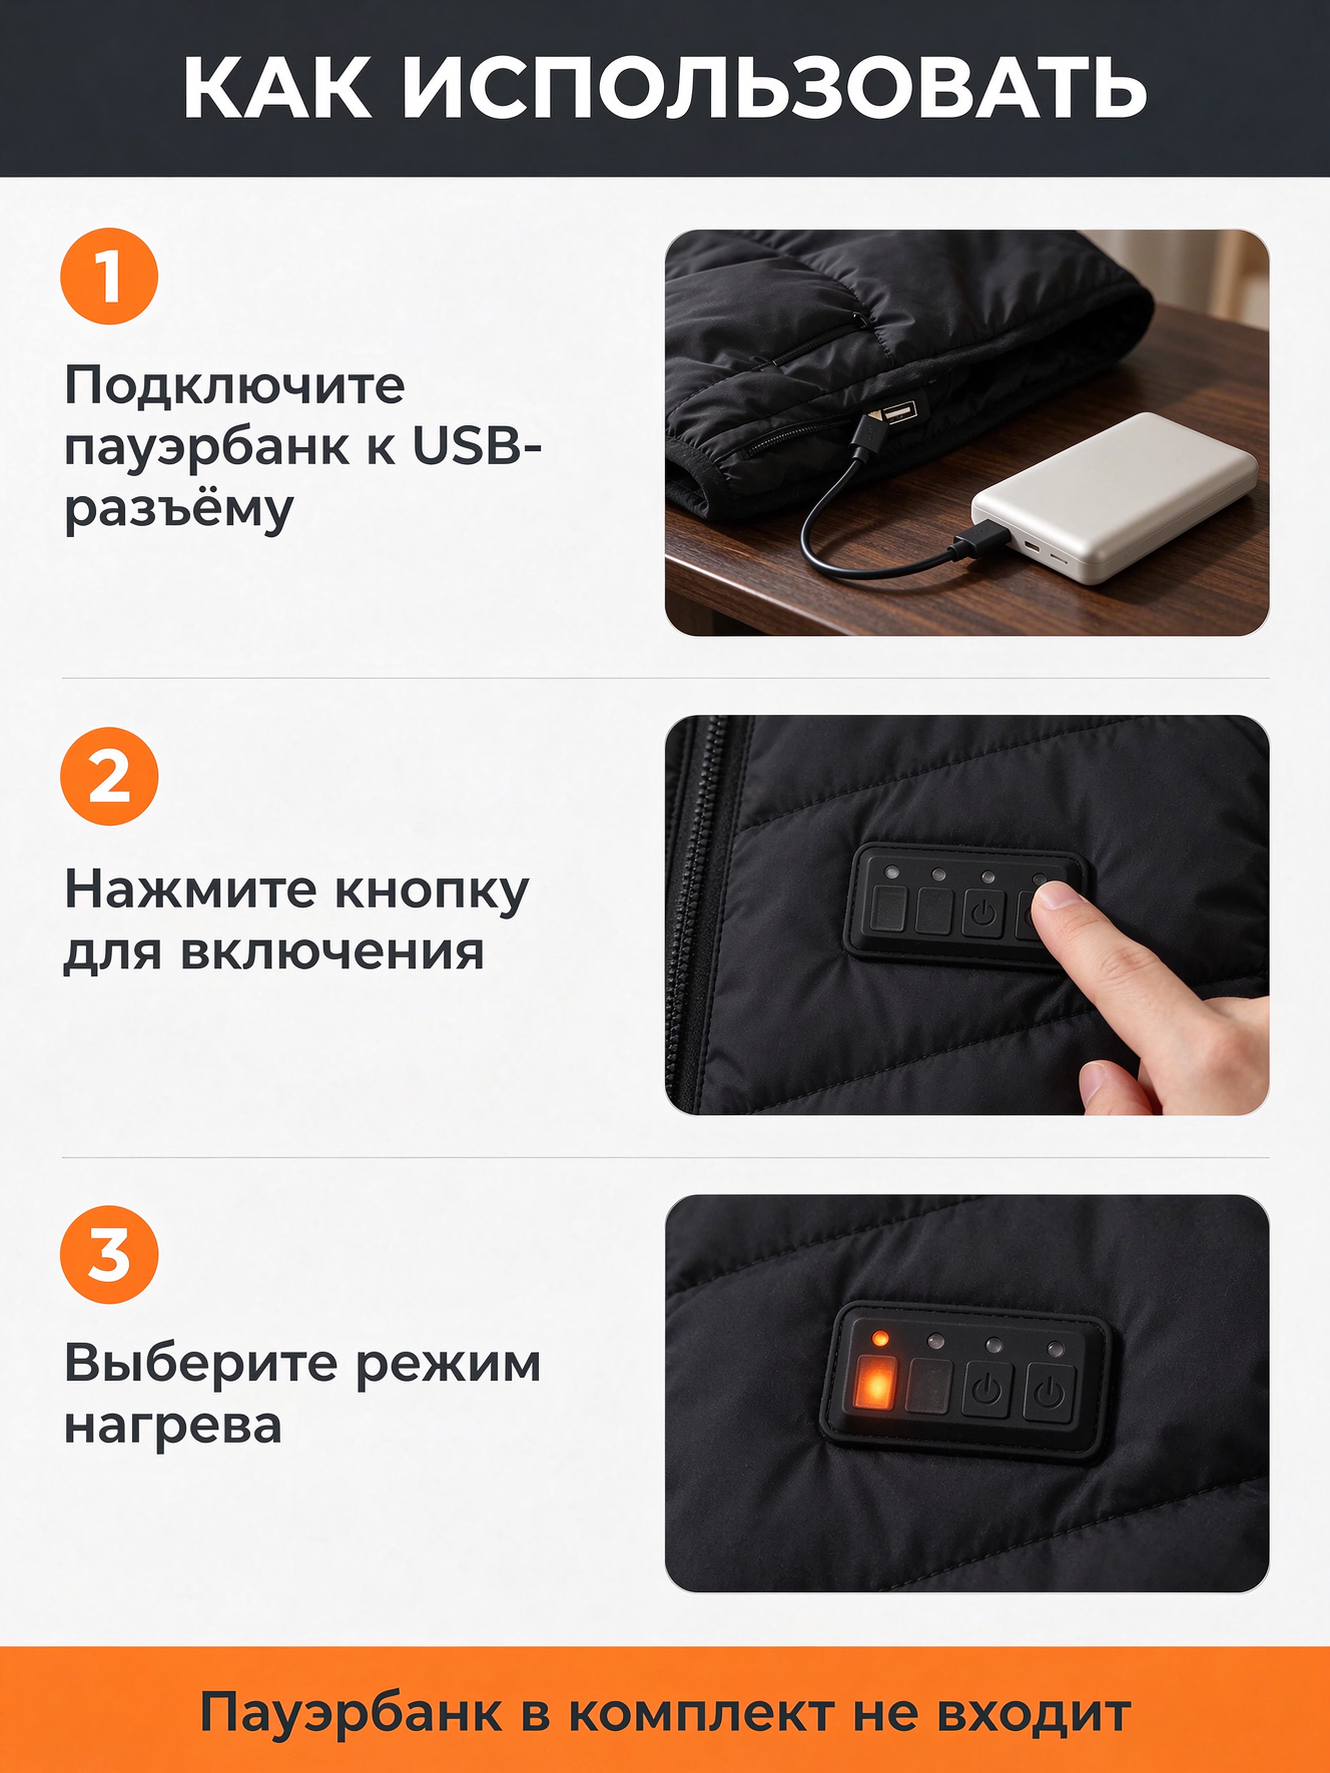 КАК ИСПОЛЬЗОВАТЬ
1
Подключите
пауэрбанк к USB-
разъёму
2
Нажмите кнопку
для включения
3
Выберите режим
нагрева
Пауэрбанк в комплект не входит